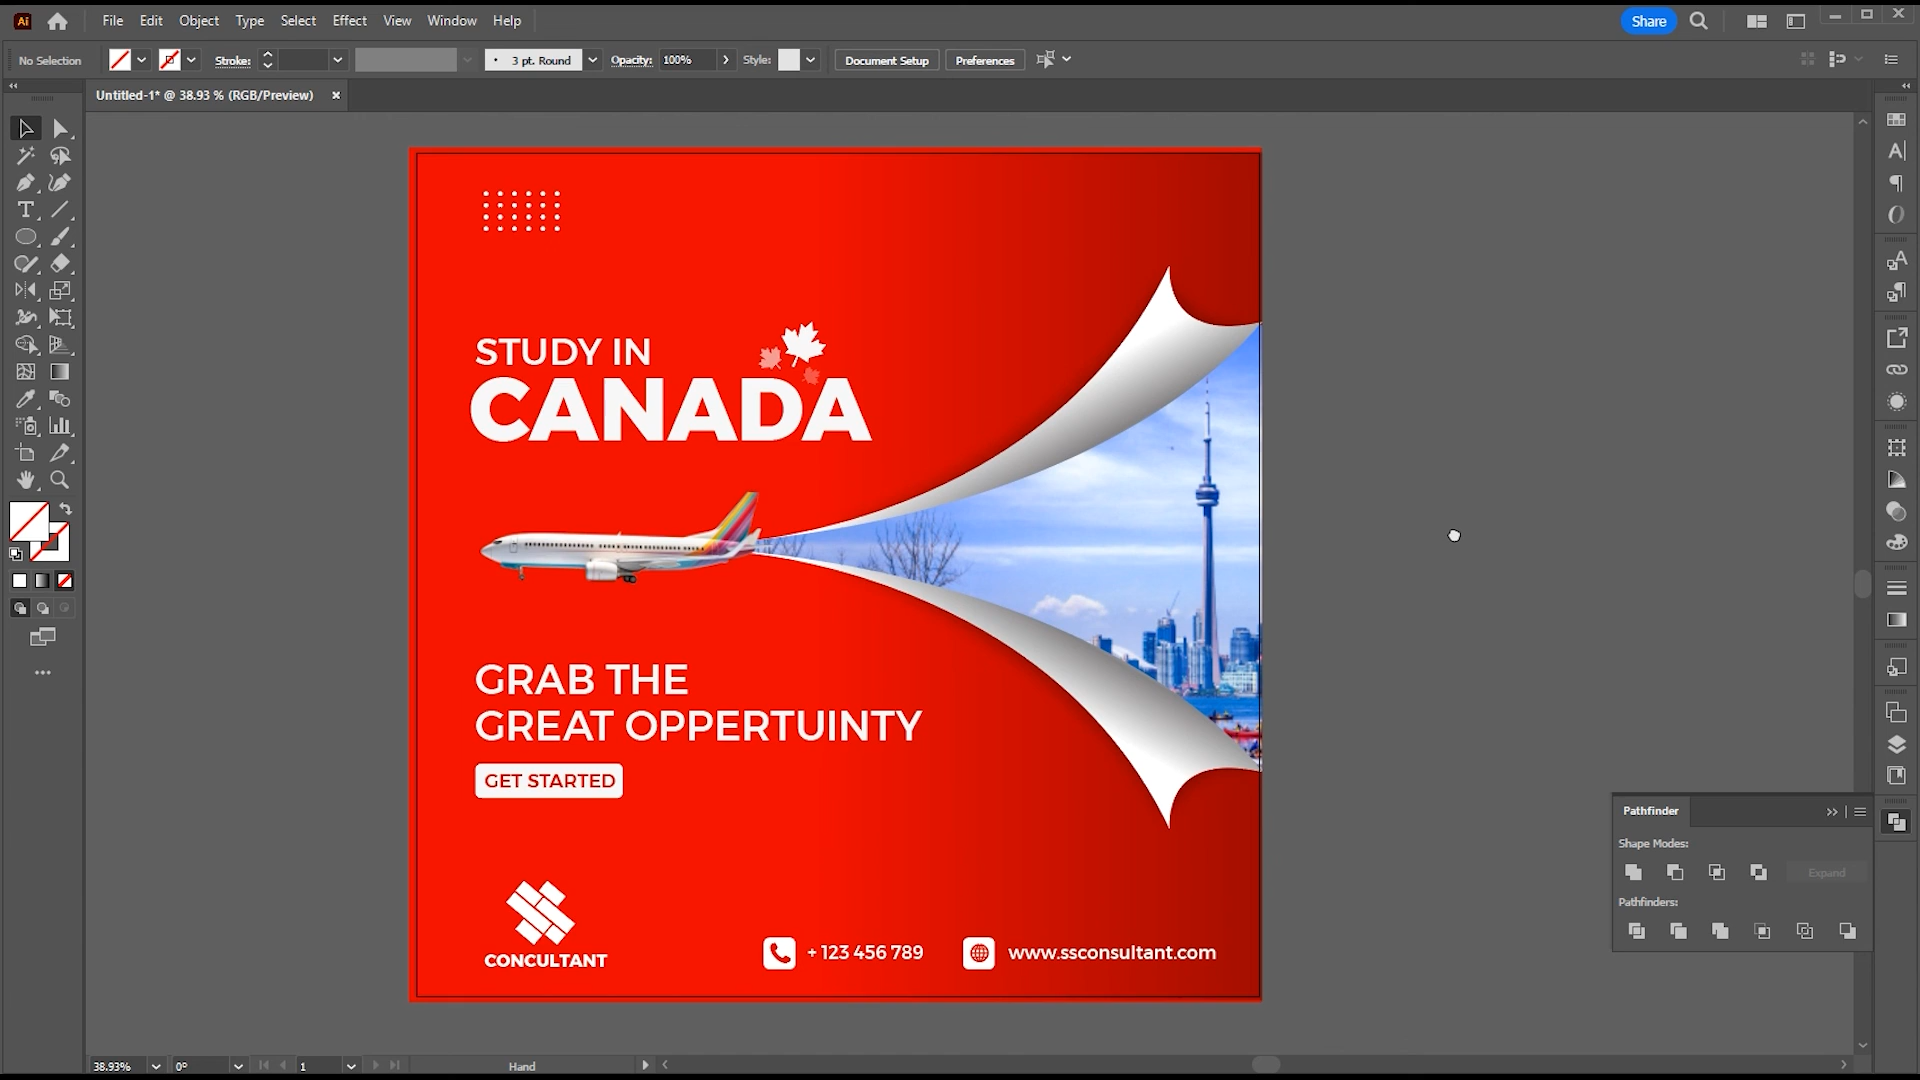 Ai
File Edit Object Type Select Effect View Window Help
Share
No Selection
Stroke:
3 pt. Round
Opacity: 100%
Style:
Document Setup
Preferences
Untitled-1* @ 38.93 % (RGB/Preview)
STUDY IN
CANADA
GRAB THE
GREAT OPPERTUINTY
GET STARTED
CONCULTANT
+ 123 456 789
www.ssconsultant.com
Pathfinder
Shape Modes:
Expand
Pathfinders:
38.93%
0°
1
Hand